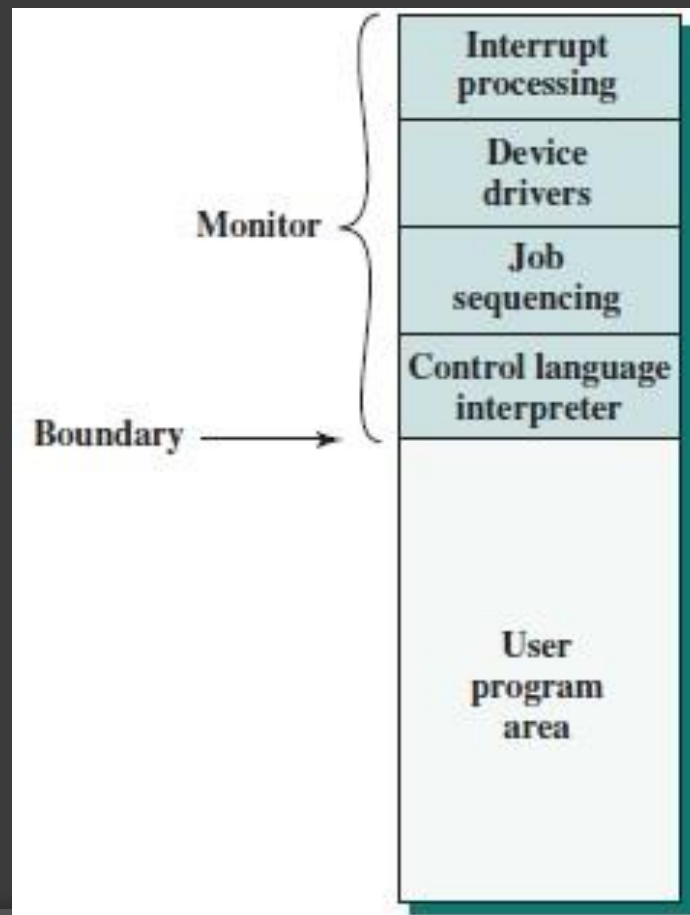 Interrupt
processing
Device
drivers
Monitor
Job
sequencing
Control language
interpreter
Boundary
User
program
area